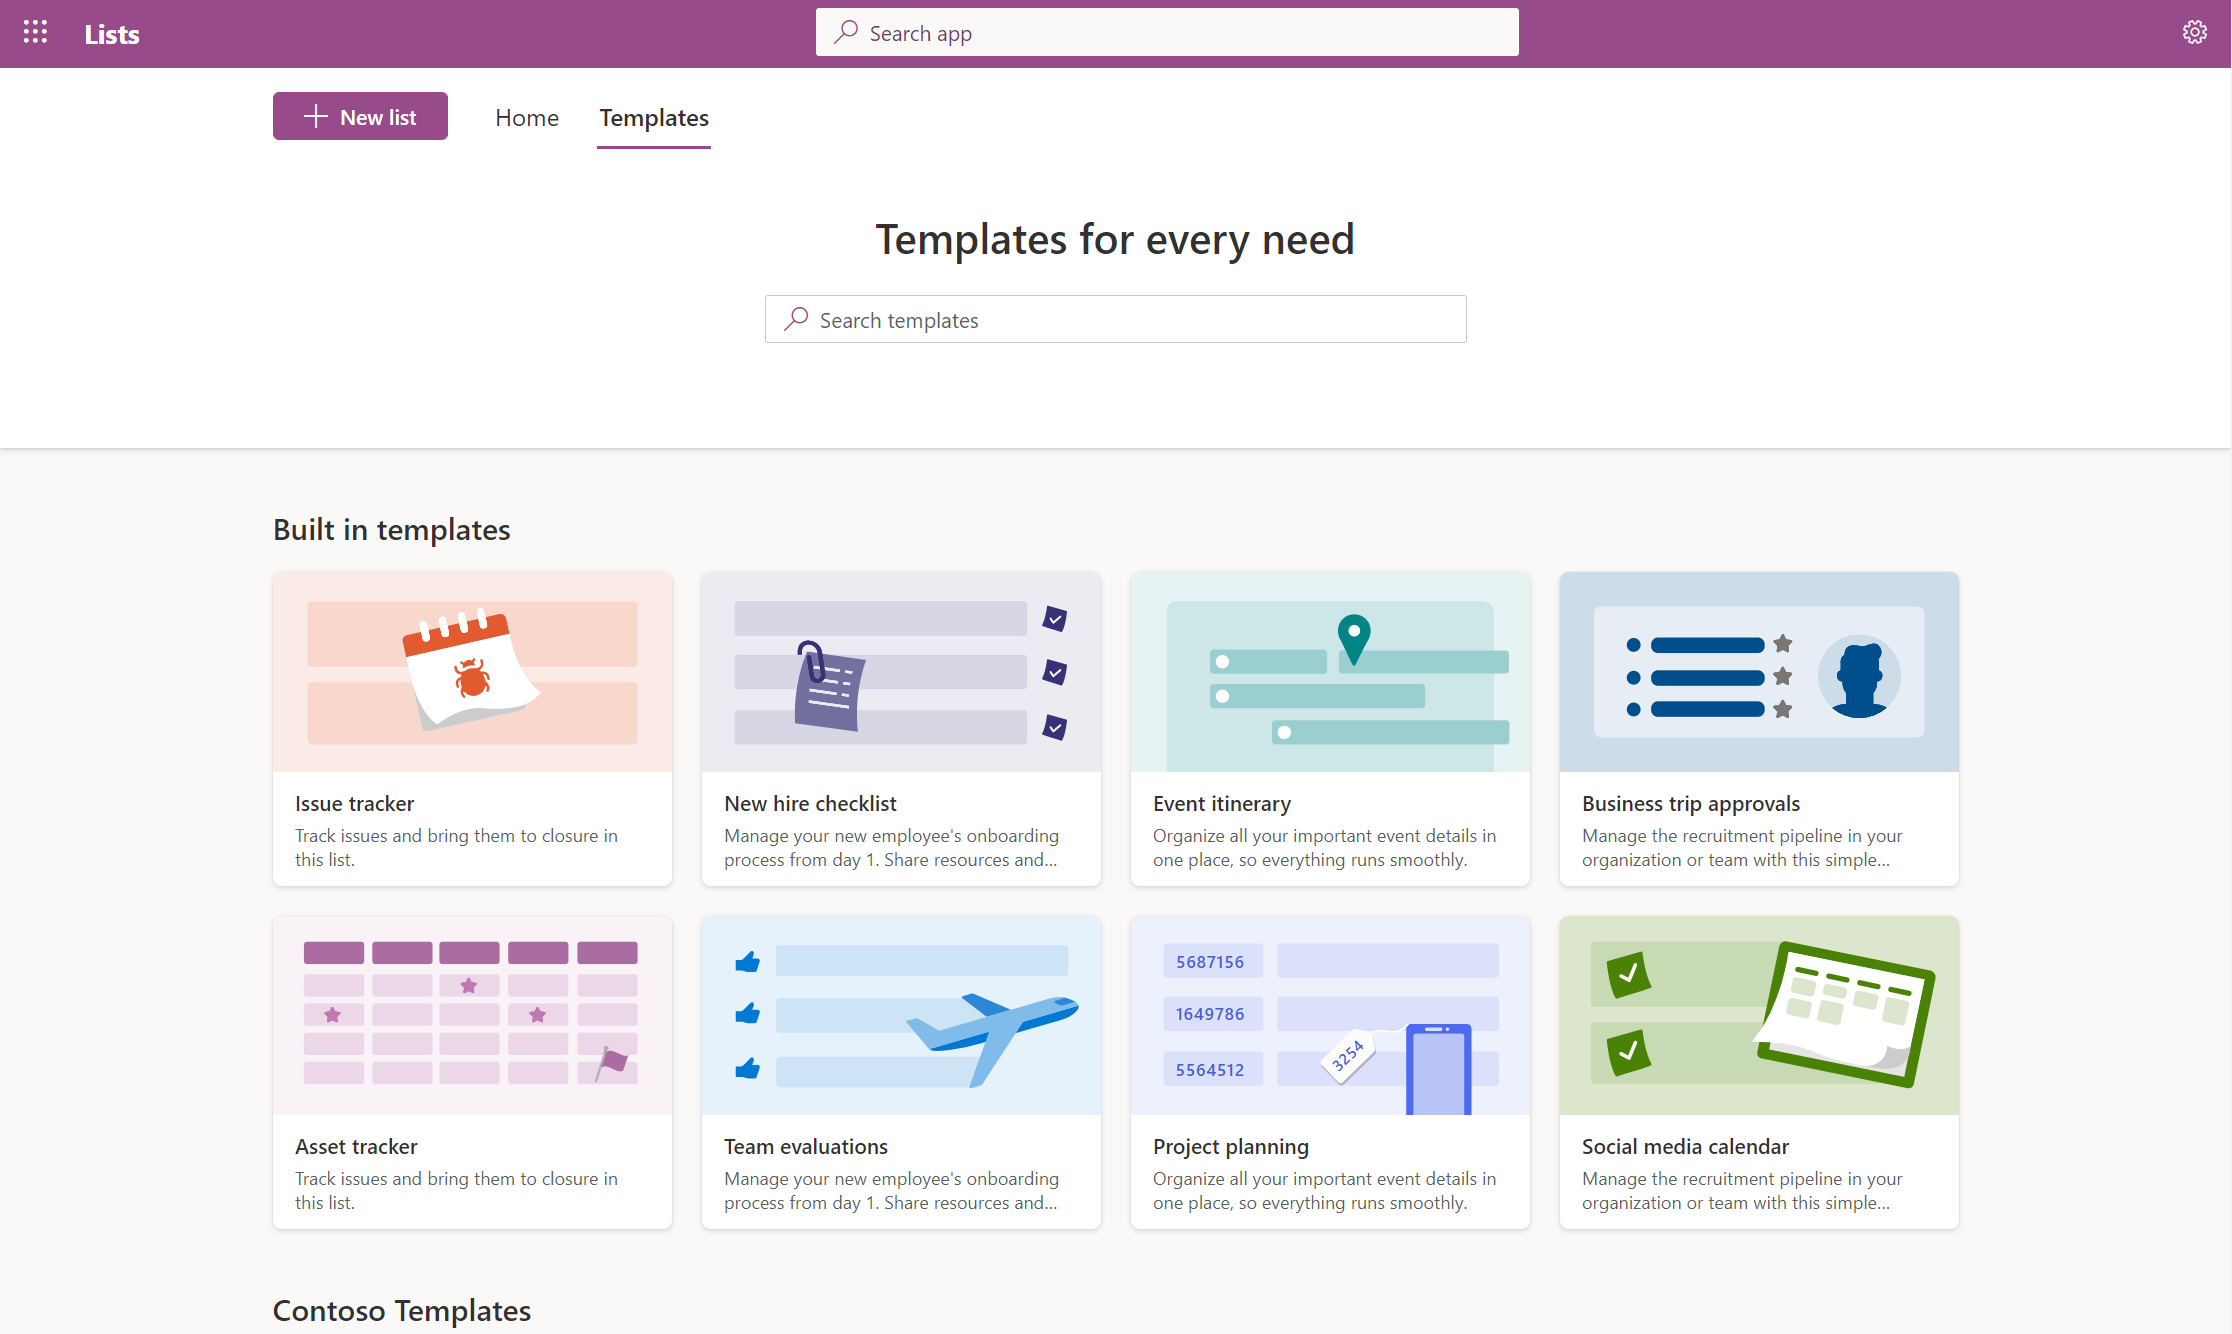 Lists
Search app
New list
Home
Templates
Templates for every need
Search templates
Built in templates
Issue tracker
Track issues and bring them to closure in
this list.
New hire checklist
Manage your new employee's onboarding
process from day 1. Share resources and...
Event itinerary
Organize all your important event details in
one place, so everything runs smoothly.
Business trip approvals
Manage the recruitment pipeline in your
organization or team with this simple...
Asset tracker
Track issues and bring them to closure in
this list.
Team evaluations
Manage your new employee's onboarding
process from day 1. Share resources and...
5687156
1649786
5564512
3254
Project planning
Organize all your important event details in
one place, so everything runs smoothly.
Social media calendar
Manage the recruitment pipeline in your
organization or team with this simple...
Contoso Templates